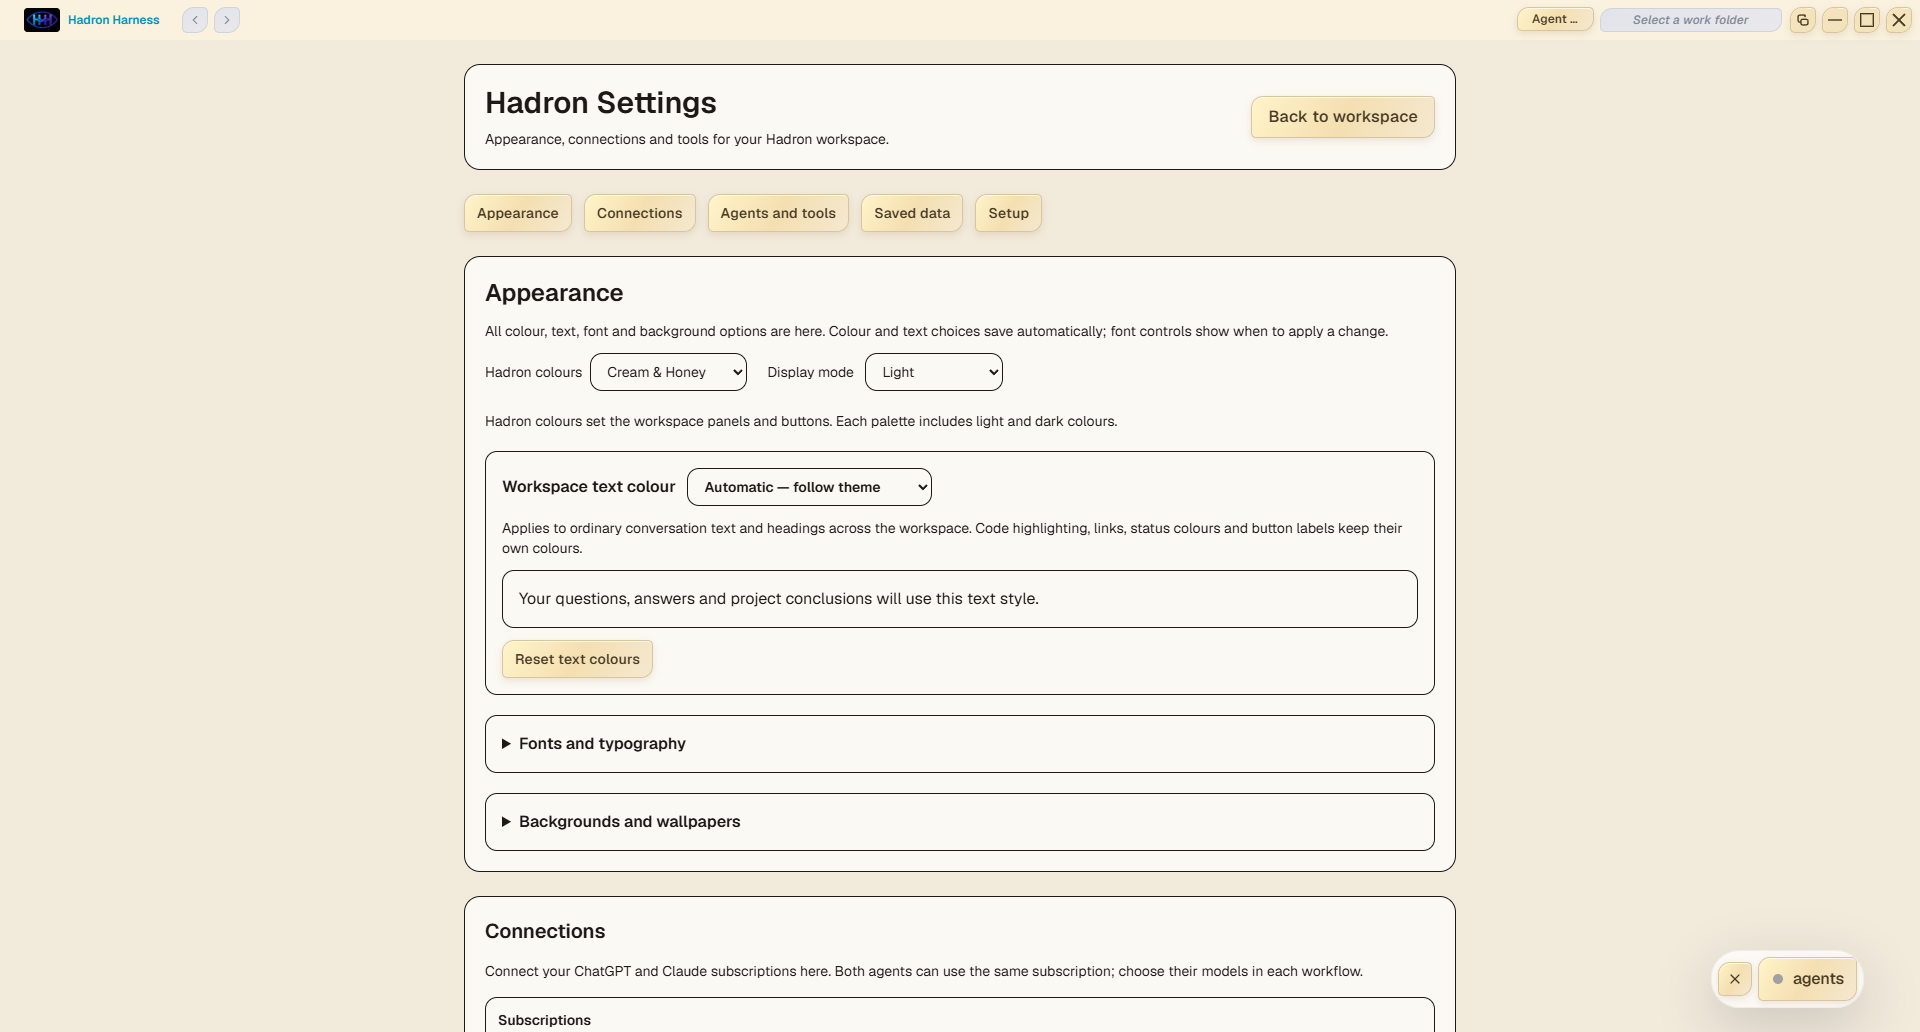 Hadron Harness
Agent ...
Select a work folder
Hadron Settings
Appearance, connections and tools for your Hadron workspace.
Back to workspace
Appearance
Connections
Agents and tools
Saved data
Setup
Appearance
All colour, text, font and background options are here. Colour and text choices save automatically; font controls show when to apply a change.
Hadron colours
Cream & Honey
Display mode
Light
Hadron colours set the workspace panels and buttons. Each palette includes light and dark colours.
Workspace text colour
Automatic — follow theme
Applies to ordinary conversation text and headings across the workspace. Code highlighting, links, status colours and button labels keep their
own colours.
Your questions, answers and project conclusions will use this text style.
Reset text colours
Fonts and typography
Backgrounds and wallpapers
Connections
Connect your ChatGPT and Claude subscriptions here. Both agents can use the same subscription; choose their models in each workflow.
Subscriptions
agents